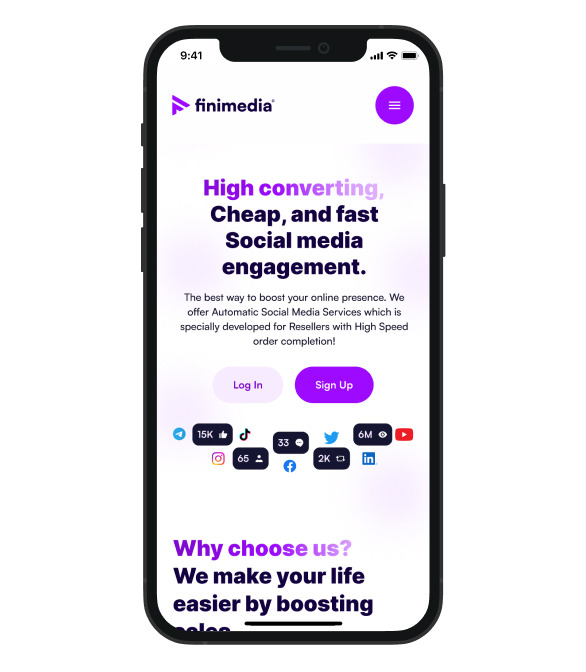 9:41
finimedia
High converting,
Cheap, and fast
Social media
engagement.
The best way to boost your online presence. We
offer Automatic Social Media Services which is
specially developed for Resellers with High Speed
order completion!
Log In
Sign Up
15K
33
6M
65
2K
Why choose us?
We make your life
easier by boosting
sales